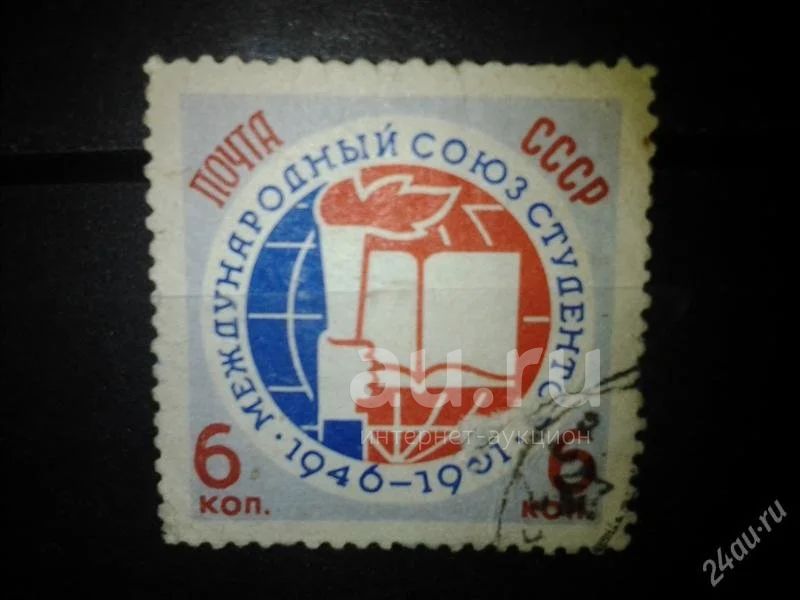 ПОЧТА
СССР
МЕЖДУНАРОДНЫЙ СОЮЗ СТУДЕНТОВ
· 1946-1961 ·
6
КОП.
6
КОП.
au.ru
интернет-аукцион
24au.ru